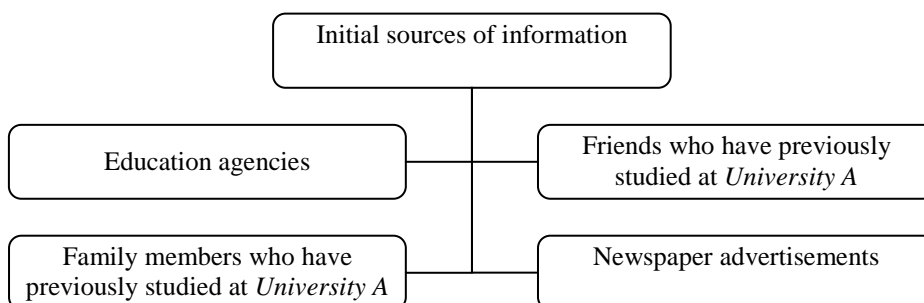 Initial sources of information
Education agencies
Friends who have previously
studied at University A
Family members who have
previously studied at University A
Newspaper advertisements